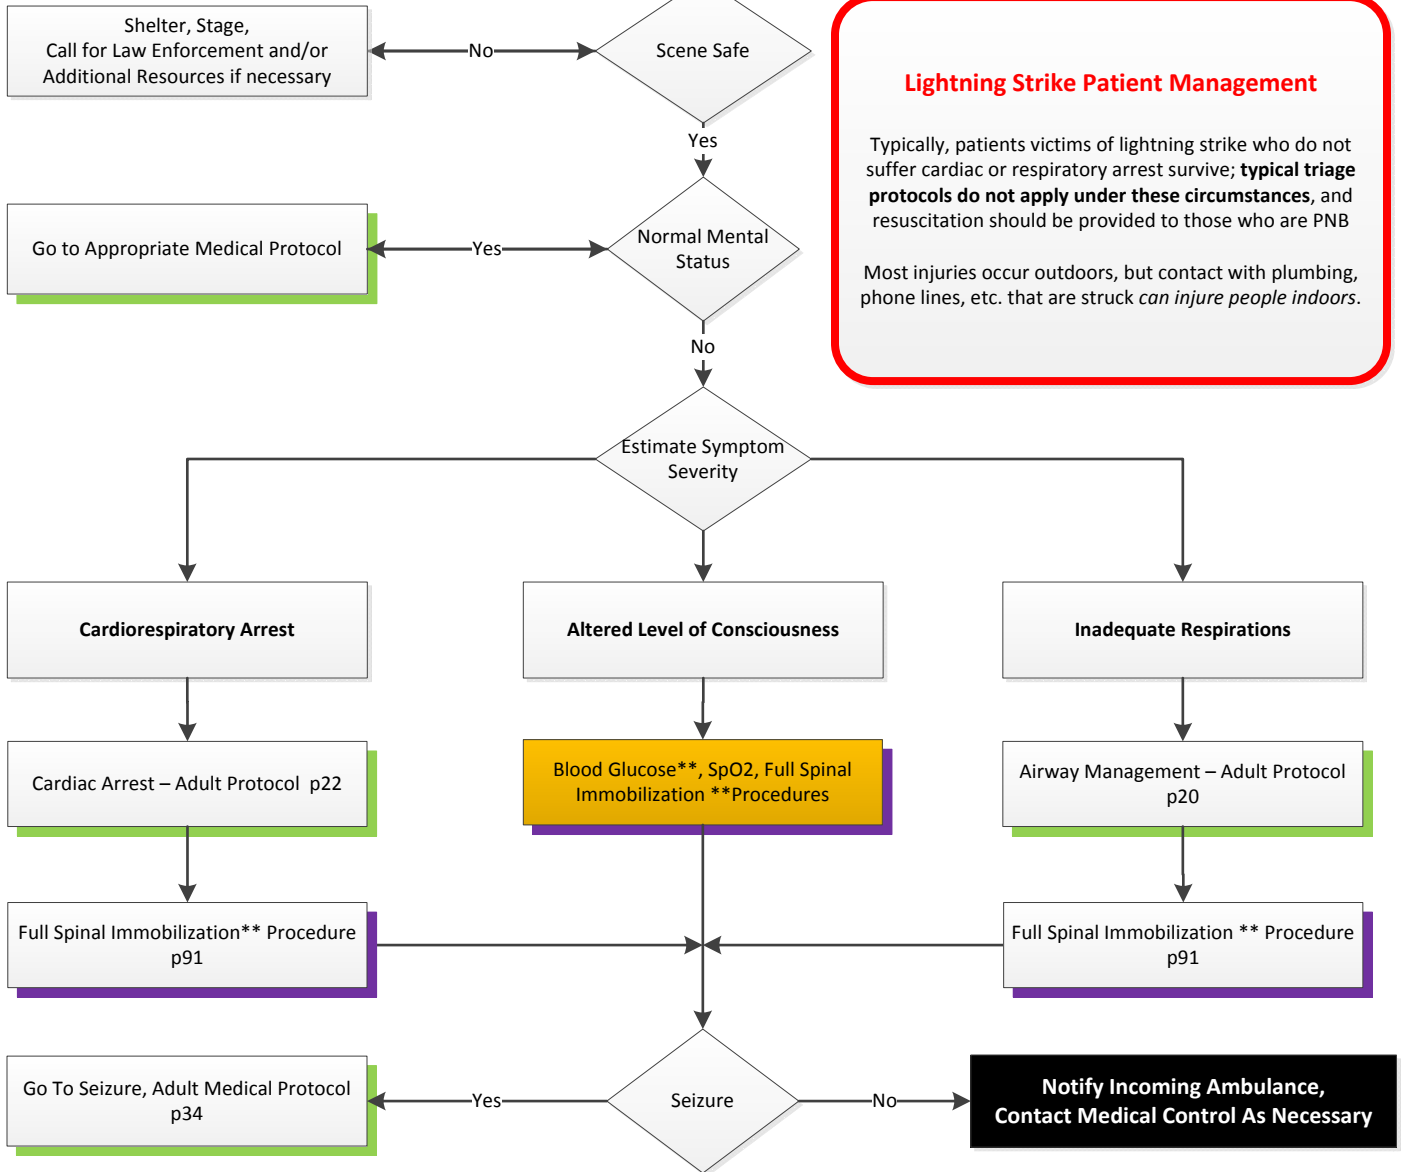 Shelter, Stage,
Call for Law Enforcement and/or
Additional Resources if necessary
No
Scene Safe
Yes
Lightning Strike Patient Management
Typically, patients victims of lightning strike who do not
suffer cardiac or respiratory arrest survive; typical triage
protocols do not apply under these circumstances, and
resuscitation should be provided to those who are PNB
Most injuries occur outdoors, but contact with plumbing,
phone lines, etc. that are struck can injure people indoors.
Go to Appropriate Medical Protocol
Yes
Normal Mental
Status
No
Estimate Symptom
Severity
Cardiorespiratory Arrest
Altered Level of Consciousness
Inadequate Respirations
Cardiac Arrest – Adult Protocol p22
Blood Glucose**, SpO2, Full Spinal
Immobilization **Procedures
Airway Management – Adult Protocol
p20
Full Spinal Immobilization** Procedure
p91
Full Spinal Immobilization ** Procedure
p91
Go To Seizure, Adult Medical Protocol
p34
Yes
Seizure
No
Notify Incoming Ambulance,
Contact Medical Control As Necessary